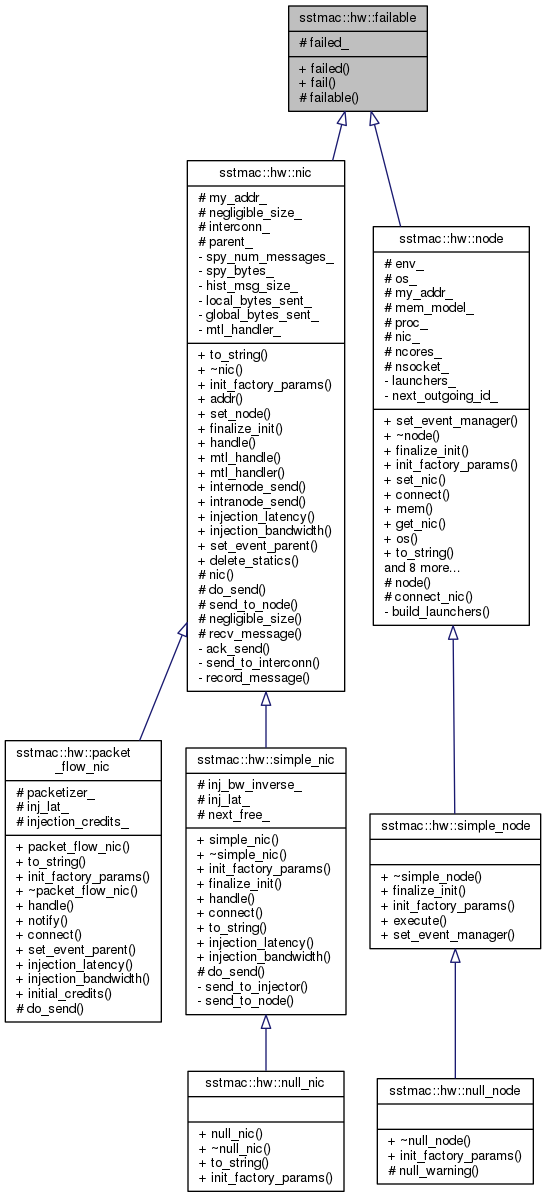 sstmac::hw::failable
# failed_
+ failed()
+ fail()
# failable()
sstmac::hw::nic
# my_addr_
# negligible_size_
# interconn_
# parent_
- spy_num_messages_
- spy_bytes_
- hist_msg_size_
- local_bytes_sent_
- global_bytes_sent_
- mtl_handler_
+ to_string()
+ ~nic()
+ init_factory_params()
+ addr()
+ set_node()
+ finalize_init()
+ handle()
+ mtl_handle()
+ mtl_handler()
+ internode_send()
+ intranode_send()
+ injection_latency()
+ injection_bandwidth()
+ set_event_parent()
+ delete_statics()
# nic()
# do_send()
# send_to_node()
# negligible_size()
# recv_message()
- ack_send()
- send_to_interconn()
- record_message()
sstmac::hw::node
# env_
# os_
# my_addr_
# mem_model_
# proc_
# nic_
# ncores_
# nsocket_
- launchers_
- next_outgoing_id_
+ set_event_manager()
+ ~node()
+ finalize_init()
+ init_factory_params()
+ set_nic()
+ connect()
+ mem()
+ get_nic()
+ os()
+ to_string()
and 8 more...
# node()
# connect_nic()
- build_launchers()
sstmac::hw::packet
_flow_nic
# packetizer_
# inj_lat_
# injection_credits_
+ packet_flow_nic()
+ to_string()
+ init_factory_params()
+ ~packet_flow_nic()
+ handle()
+ notify()
+ connect()
+ set_event_parent()
+ injection_latency()
+ injection_bandwidth()
+ initial_credits()
# do_send()
sstmac::hw::simple_nic
# inj_bw_inverse_
# inj_lat_
# next_free_
+ simple_nic()
+ ~simple_nic()
+ init_factory_params()
+ finalize_init()
+ handle()
+ connect()
+ to_string()
+ injection_latency()
+ injection_bandwidth()
# do_send()
- send_to_injector()
- send_to_node()
sstmac::hw::simple_node
+ ~simple_node()
+ finalize_init()
+ init_factory_params()
+ execute()
+ set_event_manager()
sstmac::hw::null_nic
+ null_nic()
+ ~null_nic()
+ to_string()
+ init_factory_params()
sstmac::hw::null_node
+ ~null_node()
+ init_factory_params()
# null_warning()